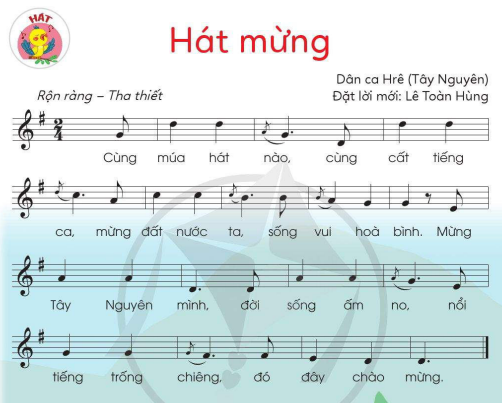 HÁT
Hát mừng
Dân ca Hrê (Tây Nguyên)
Rộn ràng – Tha thiết
Đặt lời mới: Lê Toàn Hùng
2
4
Cùng múa hát nào, cùng cất tiếng
ca, mừng đất nước ta, sống vui hoà bình. Mừng
Tây Nguyên mình, đời sống ấm no, nổi
tiếng trống chiêng, đó đây chào mừng.